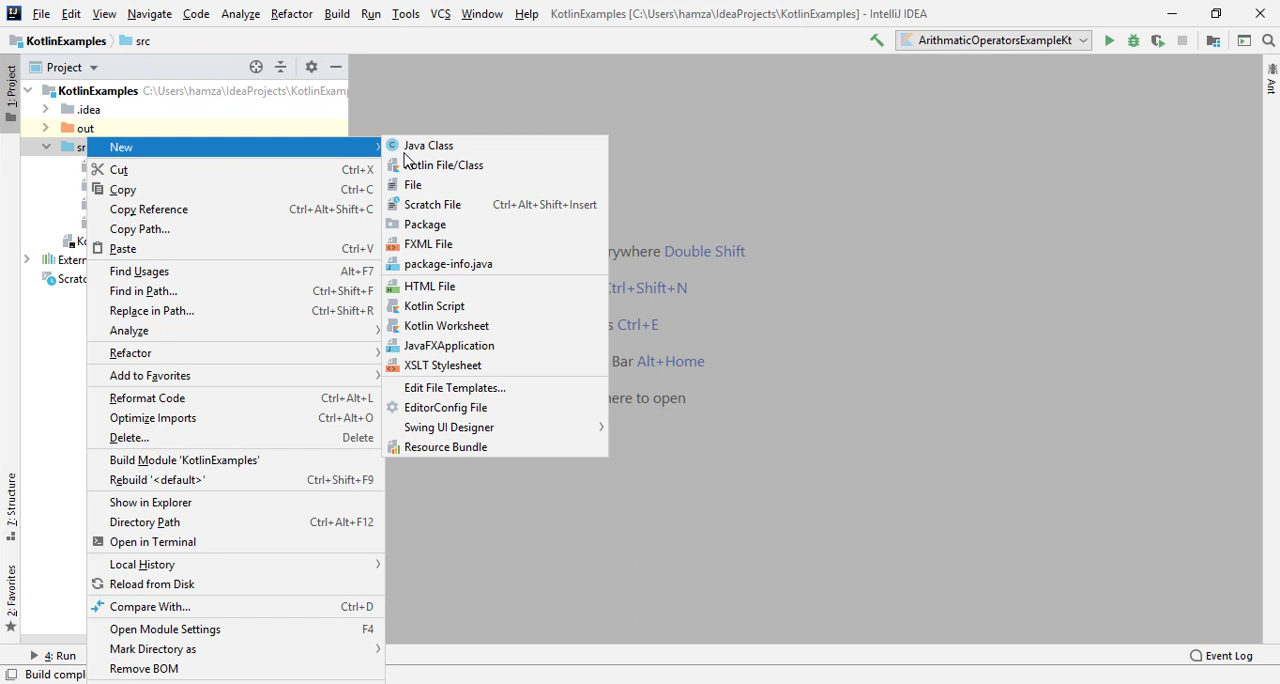 File Edit View Navigate Code Analyze Refactor Build Run Tools VCS Window Help KotlinExamples [C:\Users\hamza\IdeaProjects\KotlinExamples] - IntelliJ IDEA
KotlinExamples src ArithmaticOperatorsExampleKt
1: Project Project Ant
KotlinExamples C:\Users\hamza\IdeaProjects\KotlinExamp
.idea
out
New
Cut Ctrl+X
Copy Ctrl+C
Copy Reference Ctrl+Alt+Shift+C
Copy Path...
Paste Ctrl+V
Find Usages Alt+F7
Find in Path... Ctrl+Shift+F
Replace in Path... Ctrl+Shift+R
Analyze
Refactor
Add to Favorites
Reformat Code Ctrl+Alt+L
Optimize Imports Ctrl+Alt+O
Delete... Delete
Build Module 'KotlinExamples'
Rebuild '<default>' Ctrl+Shift+F9
Show in Explorer
Directory Path Ctrl+Alt+F12
Open in Terminal
Local History
Reload from Disk
Compare With... Ctrl+D
Open Module Settings F4
Mark Directory as
Remove BOM
Java Class
Kotlin File/Class
File
Scratch File Ctrl+Alt+Shift+Insert
Package
FXML File
package-info.java
HTML File
Kotlin Script
Kotlin Worksheet
JavaFXApplication
XSLT Stylesheet
Edit File Templates...
EditorConfig File
Swing UI Designer
Resource Bundle
rywhere Double Shift
Ctrl+Shift+N
s Ctrl+E
Bar Alt+Home
here to open
Z: Structure
2: Favorites
4: Run Event Log
Build compl